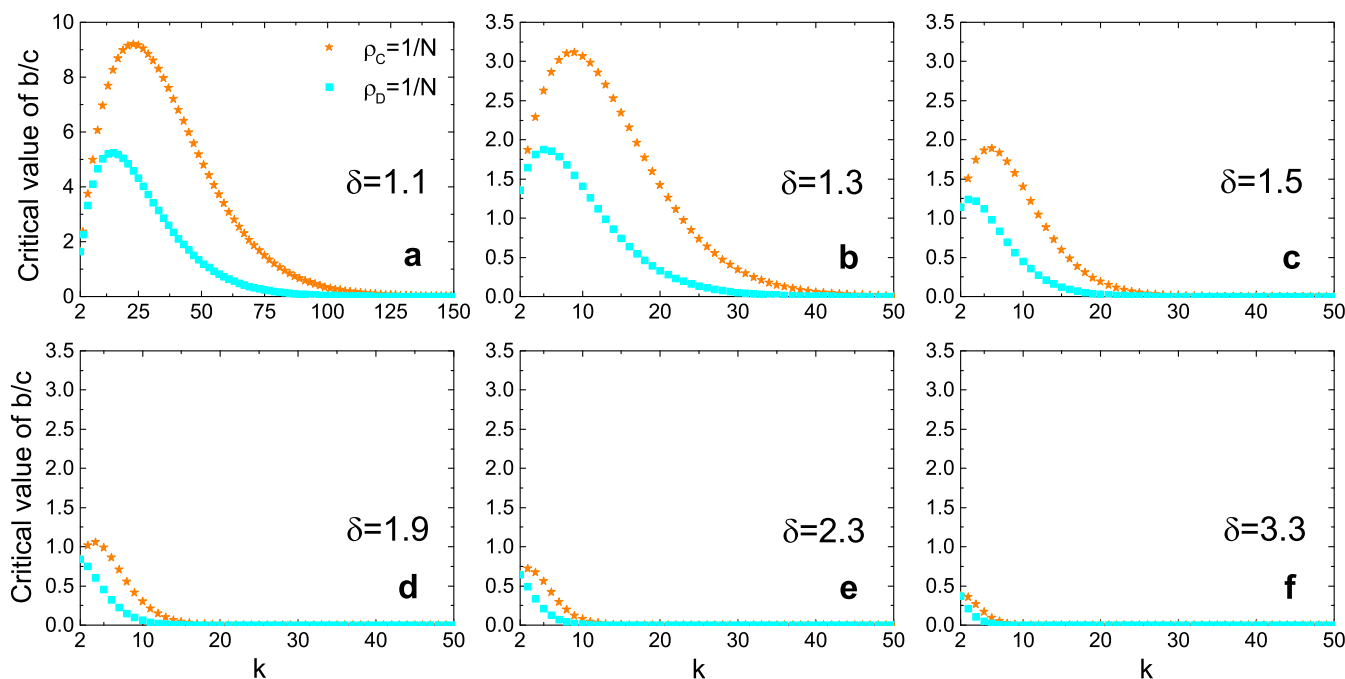 Critical value of b/c
10
8
6
4
2
0
ρC=1/N
ρD=1/N
δ=1.1
a
2 25 50 75 100 125 150
3.5
3.0
2.5
2.0
1.5
1.0
0.5
0.0
δ=1.3
b
2 10 20 30 40 50
3.5
3.0
2.5
2.0
1.5
1.0
0.5
0.0
δ=1.5
c
2 10 20 30 40 50
Critical value of b/c
3.5
3.0
2.5
2.0
1.5
1.0
0.5
0.0
δ=1.9
d
2 10 20 30 40 50
k
3.5
3.0
2.5
2.0
1.5
1.0
0.5
0.0
δ=2.3
e
2 10 20 30 40 50
k
3.5
3.0
2.5
2.0
1.5
1.0
0.5
0.0
δ=3.3
f
2 10 20 30 40 50
k